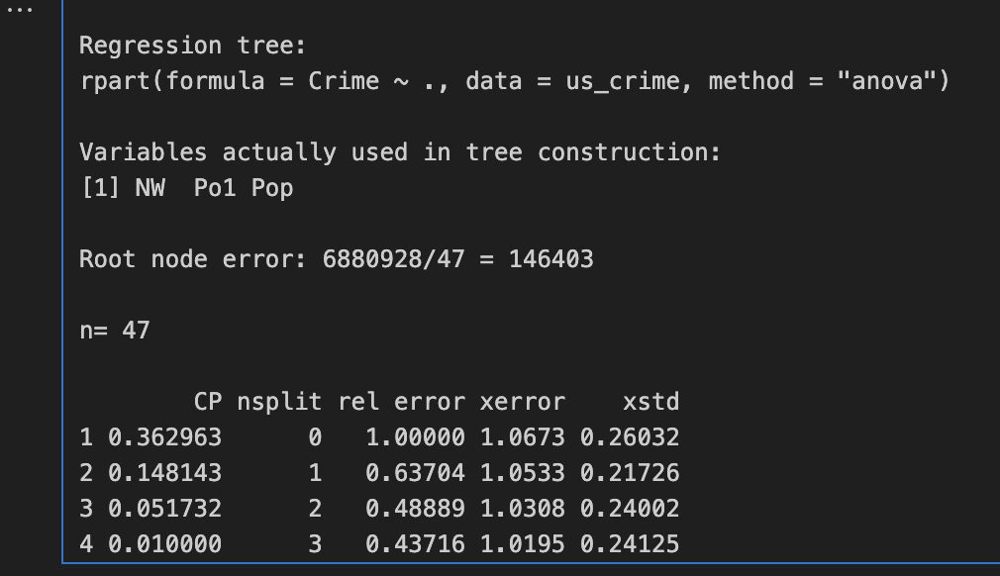 ...
Regression tree:
rpart(formula = Crime ~ ., data = us_crime, method = "anova")
Variables actually used in tree construction:
[1] NW  Po1 Pop
Root node error: 6880928/47 = 146403
n= 47
        CP nsplit rel error xerror    xstd
1 0.362963      0   1.00000 1.0673 0.26032
2 0.148143      1   0.63704 1.0533 0.21726
3 0.051732      2   0.48889 1.0308 0.24002
4 0.010000      3   0.43716 1.0195 0.24125